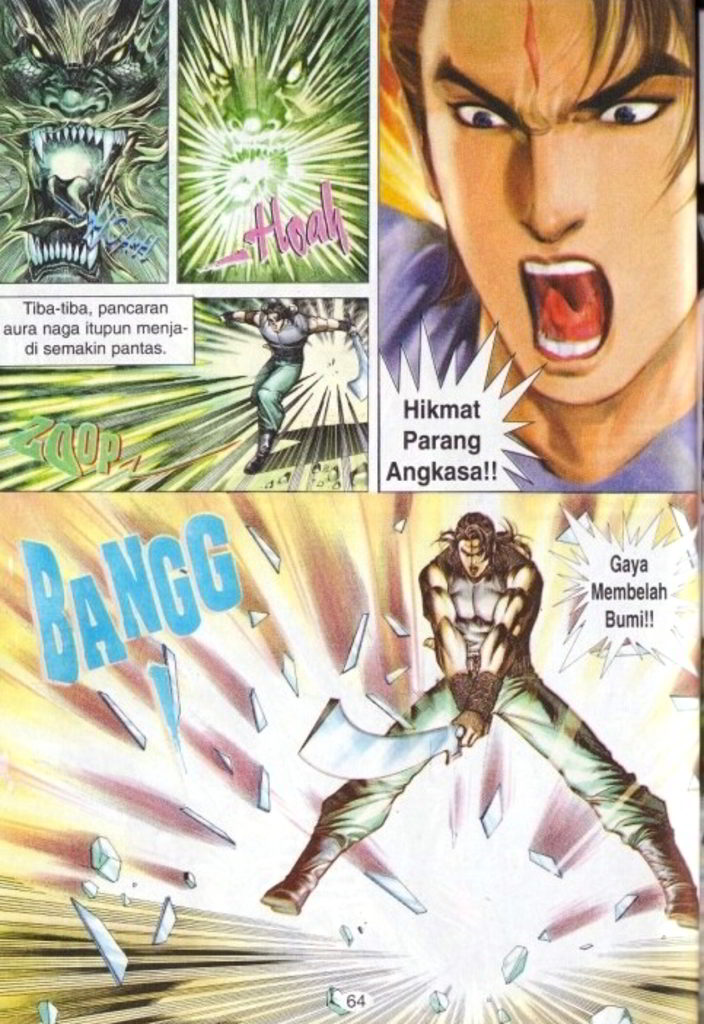 HOAH
Hoah
Tiba-tiba, pancaran
aura naga itupun menja-
di semakin pantas.
ZOOP
Hikmat
Parang
Angkasa!!
BANGG
!
Gaya
Membelah
Bumi!!
64